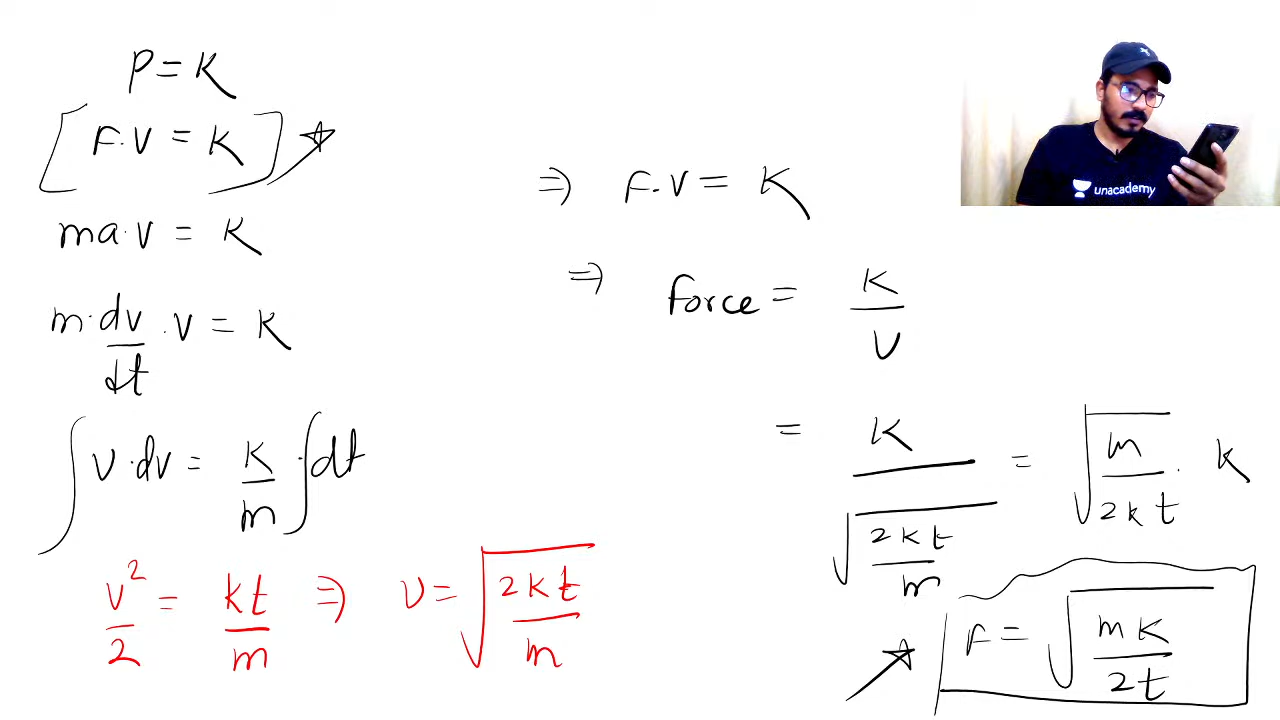 P = K
[F.V = K]
ma.v = K
m.dv/dt .v = K
∫v.dv = K/m ∫dt
v²/2 = kt/m ⇒ v = √(2kt/m)
⇒ F.V = K
⇒ Force = K/v
= K/√(2kt/m) = √(m/2kt) . K
F = √(mK/2t)
unacademy